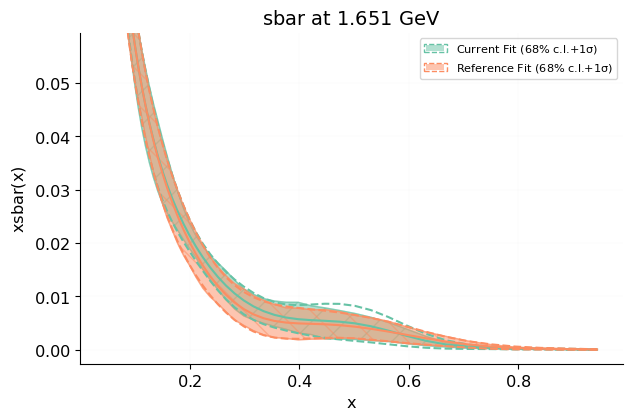 sbar at 1.651 GeV
Current Fit (68% c.l.+1σ)
Reference Fit (68% c.l.+1σ)
0.05
0.04
0.03
0.02
0.01
0.00
xsbar(x)
0.2 0.4 0.6 0.8
x